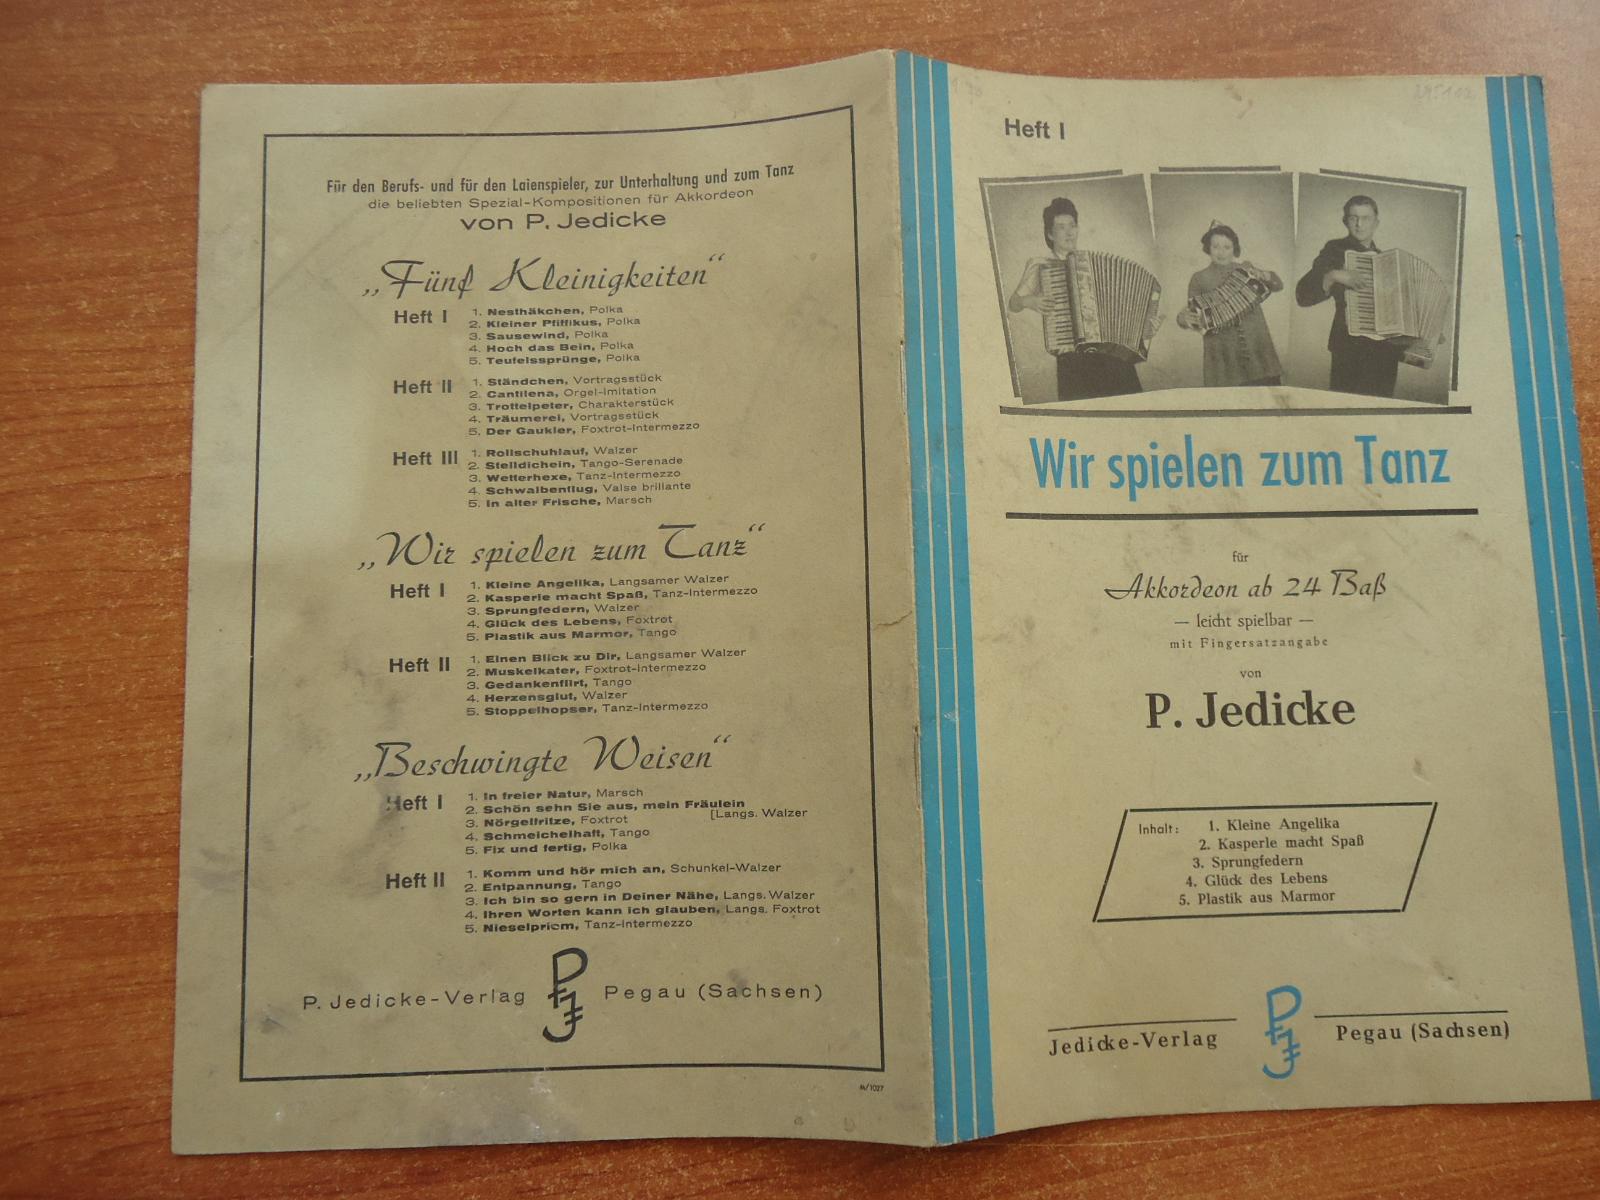 Für den Berufs- und für den Laienspieler, zur Unterhaltung und zum Tanz
die beliebten Spezial-Kompositionen für Akkordeon
von P. Jedicke
„Fünf Kleinigkeiten“
Heft I
1. Nesthäkchen, Polka
2. Kleiner Pfiffikus, Polka
3. Sausewind, Polka
4. Hoch das Bein, Polka
5. Teufelssprünge, Polka
Heft II
1. Ständchen, Vortragsstück
2. Cantilena, Orgel-Imitation
3. Trottelpeter, Charakterstück
4. Träumerei, Vortragsstück
5. Der Gaukler, Foxtrot-Intermezzo
Heft III
1. Rollschuhlauf, Walzer
2. Stelldichein, Tango-Serenade
3. Wetterhexe, Tanz-Intermezzo
4. Schwalbenflug, Valse brillante
5. In alter Frische, Marsch
„Wir spielen zum Tanz“
Heft I
1. Kleine Angelika, Langsamer Walzer
2. Kasperle macht Spaß, Tanz-Intermezzo
3. Sprungfedern, Walzer
4. Glück des Lebens, Foxtrot
5. Plastik aus Marmor, Tango
Heft II
1. Einen Blick zu Dir, Langsamer Walzer
2. Muskelkater, Foxtrot-Intermezzo
3. Gedankenflirt, Tango
4. Herzensglut, Walzer
5. Stoppelhopser, Tanz-Intermezzo
„Beschwingte Weisen“
Heft I
1. In freier Natur, Marsch
2. Schön sehn Sie aus, mein Fräulein
[Langs. Walzer
3. Nörgelfritze, Foxtrot
4. Schmeichelhaft, Tango
5. Fix und fertig, Polka
Heft II
1. Komm und hör mich an, Schunkel-Walzer
2. Entpannung, Tango
3. Ich bin so gern in Deiner Nähe, Langs. Walzer
4. Ihren Worten kann ich glauben, Langs. Foxtrot
5. Nieselpriem, Tanz-Intermezzo
P. Jedicke-Verlag PJ Pegau (Sachsen)
M/1027
Heft I
Wir spielen zum Tanz
für
Akkordeon ab 24 Baß
— leicht spielbar —
mit Fingersatzangabe
von
P. Jedicke
Inhalt: 1. Kleine Angelika
2. Kasperle macht Spaß
3. Sprungfedern
4. Glück des Lebens
5. Plastik aus Marmor
Jedicke-Verlag PJ Pegau (Sachsen)